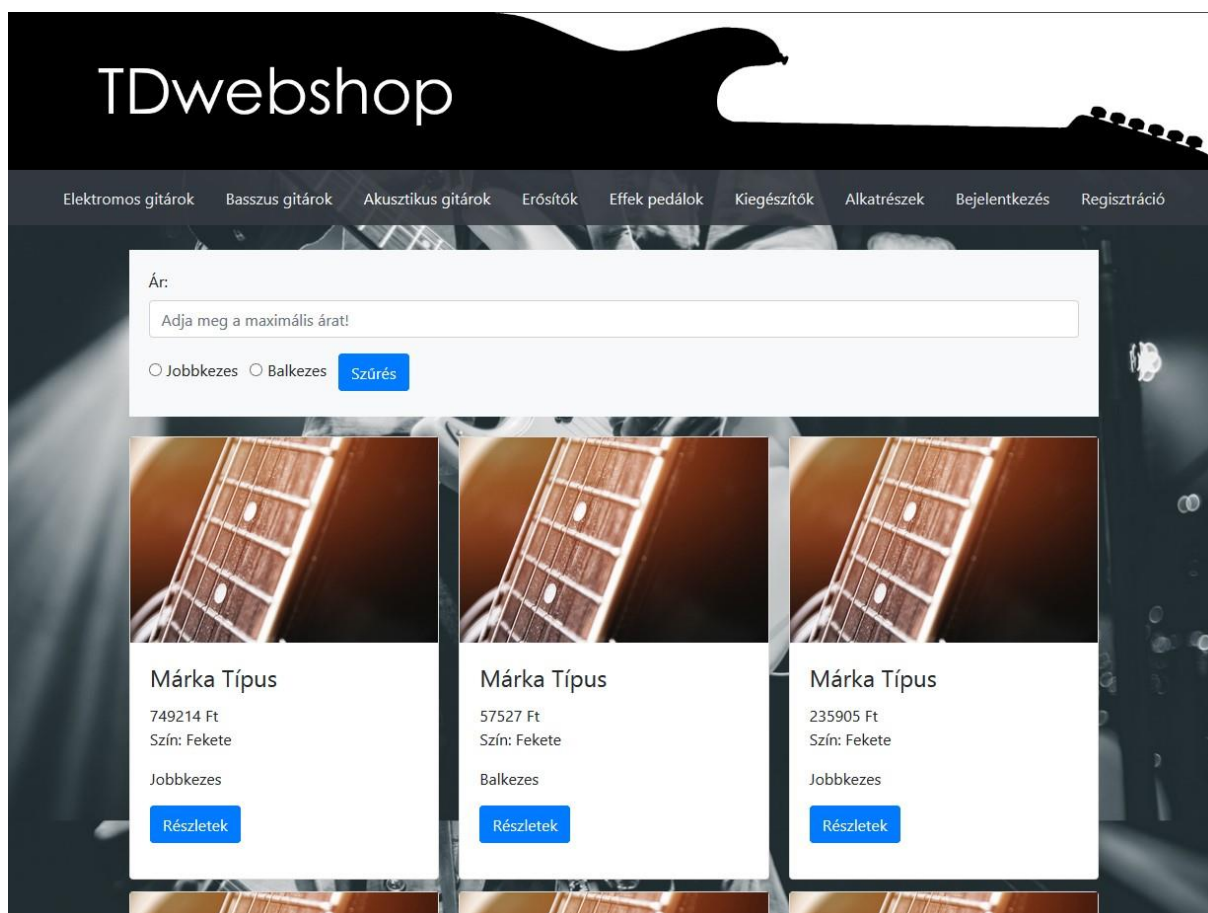 TDwebshop
Elektromos gitárok Basszus gitárok Akusztikus gitárok Erősítők Effek pedálok Kiegészítők Alkatrészek Bejelentkezés Regisztráció
Ár:
Adja meg a maximális árat!
Jobbkezes Balkezes Szűrés
Márka Típus
749214 Ft
Szín: Fekete
Jobbkezes
Részletek
Márka Típus
57527 Ft
Szín: Fekete
Balkezes
Részletek
Márka Típus
235905 Ft
Szín: Fekete
Jobbkezes
Részletek